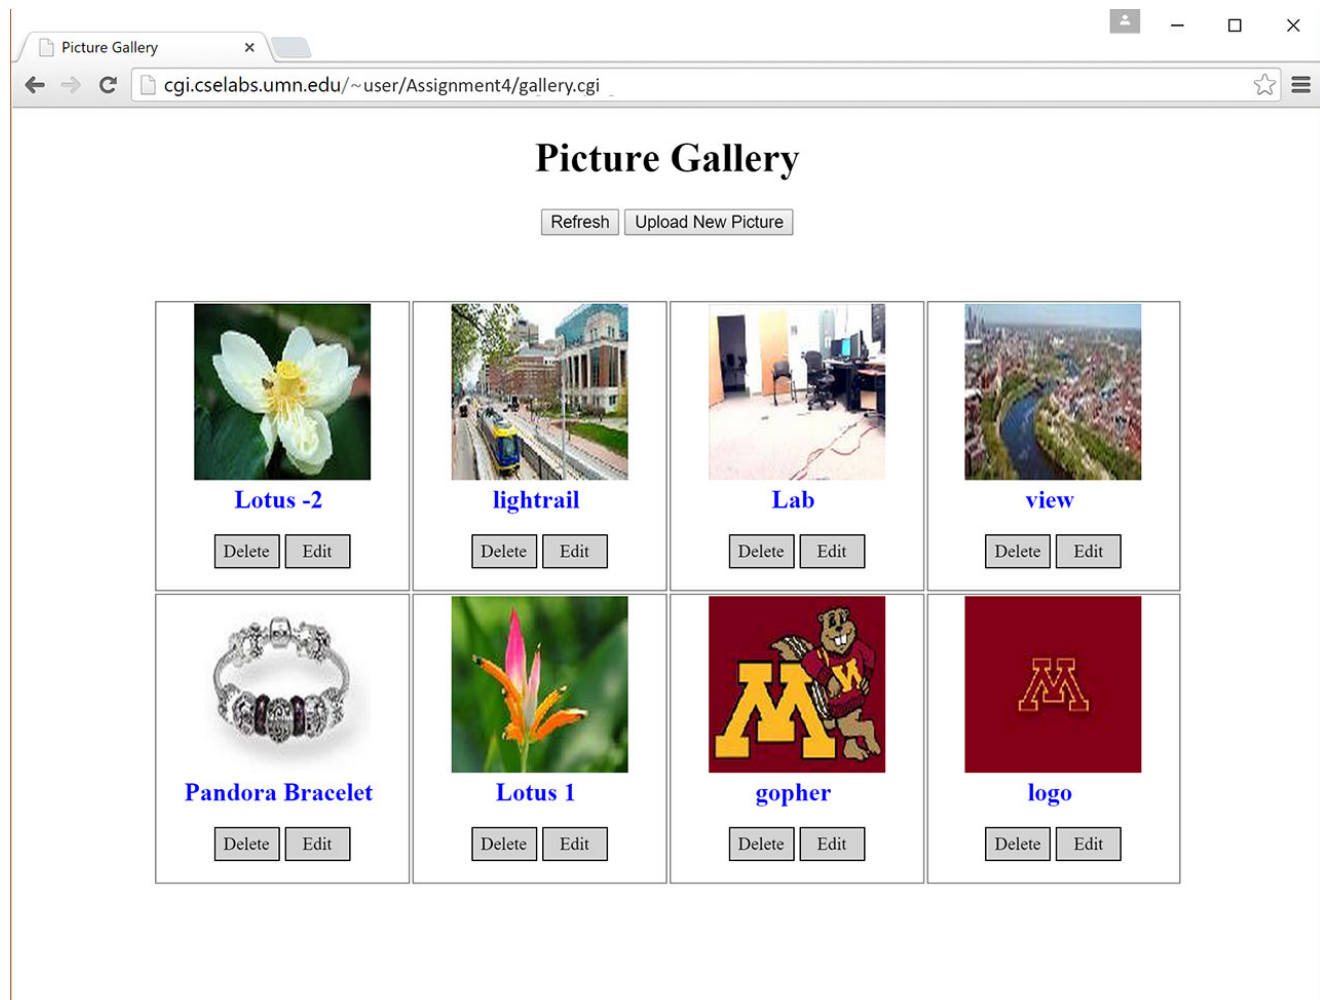 Picture Gallery
cgi.cselabs.umn.edu/~user/Assignment4/gallery.cgi
Picture Gallery
Refresh Upload New Picture
Lotus -2 lightrail Lab view
Delete Edit Delete Edit Delete Edit Delete Edit
M M M
Pandora Bracelet Lotus 1 gopher logo
Delete Edit Delete Edit Delete Edit Delete Edit